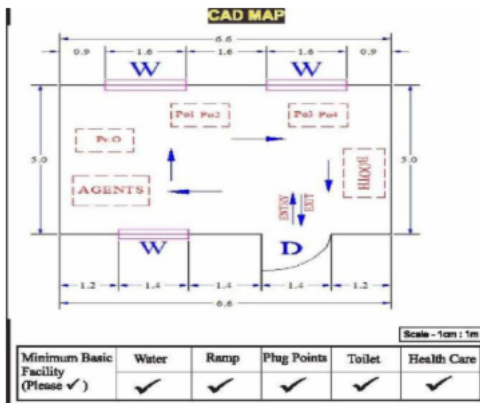 CAD MAP
6.6
0.9 1.6 1.6 1.6 0.9
W W
Po1 Po2 Po3 Po4
Pr.O
5.0 5.0
BOOTH
AGENTS
ENTRY EXIT
W D
1.2 1.4 1.4 1.4 1.2
6.6
Scale - 1cm : 1m
Minimum Basic Facility (Please ✓) Water Ramp Plug Points Toilet Health Care
✓ ✓ ✓ ✓ ✓